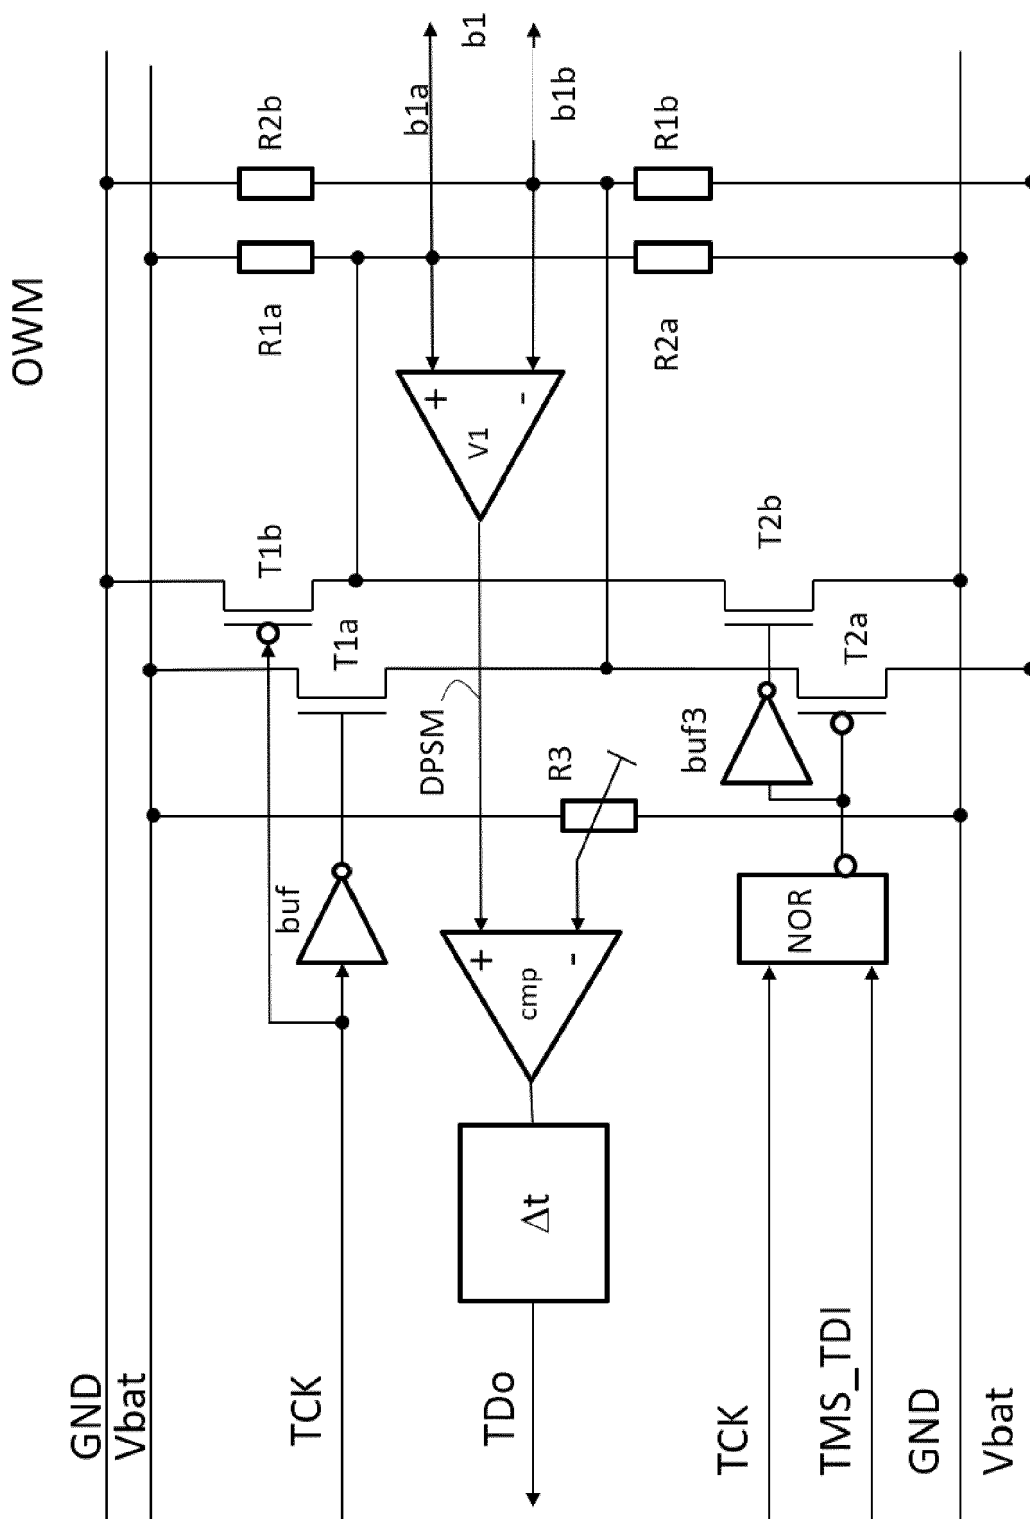 OWM
b1
b1a
b1b
R2b
R1b
R1a
R2a
+
-
V1
T1b
T2b
T1a
T2a
DPSM
R3
buf3
buf
NOR
+
-
cmp
Δt
GND
Vbat
TCK
TDo
TCK
TMS_TDI
GND
Vbat